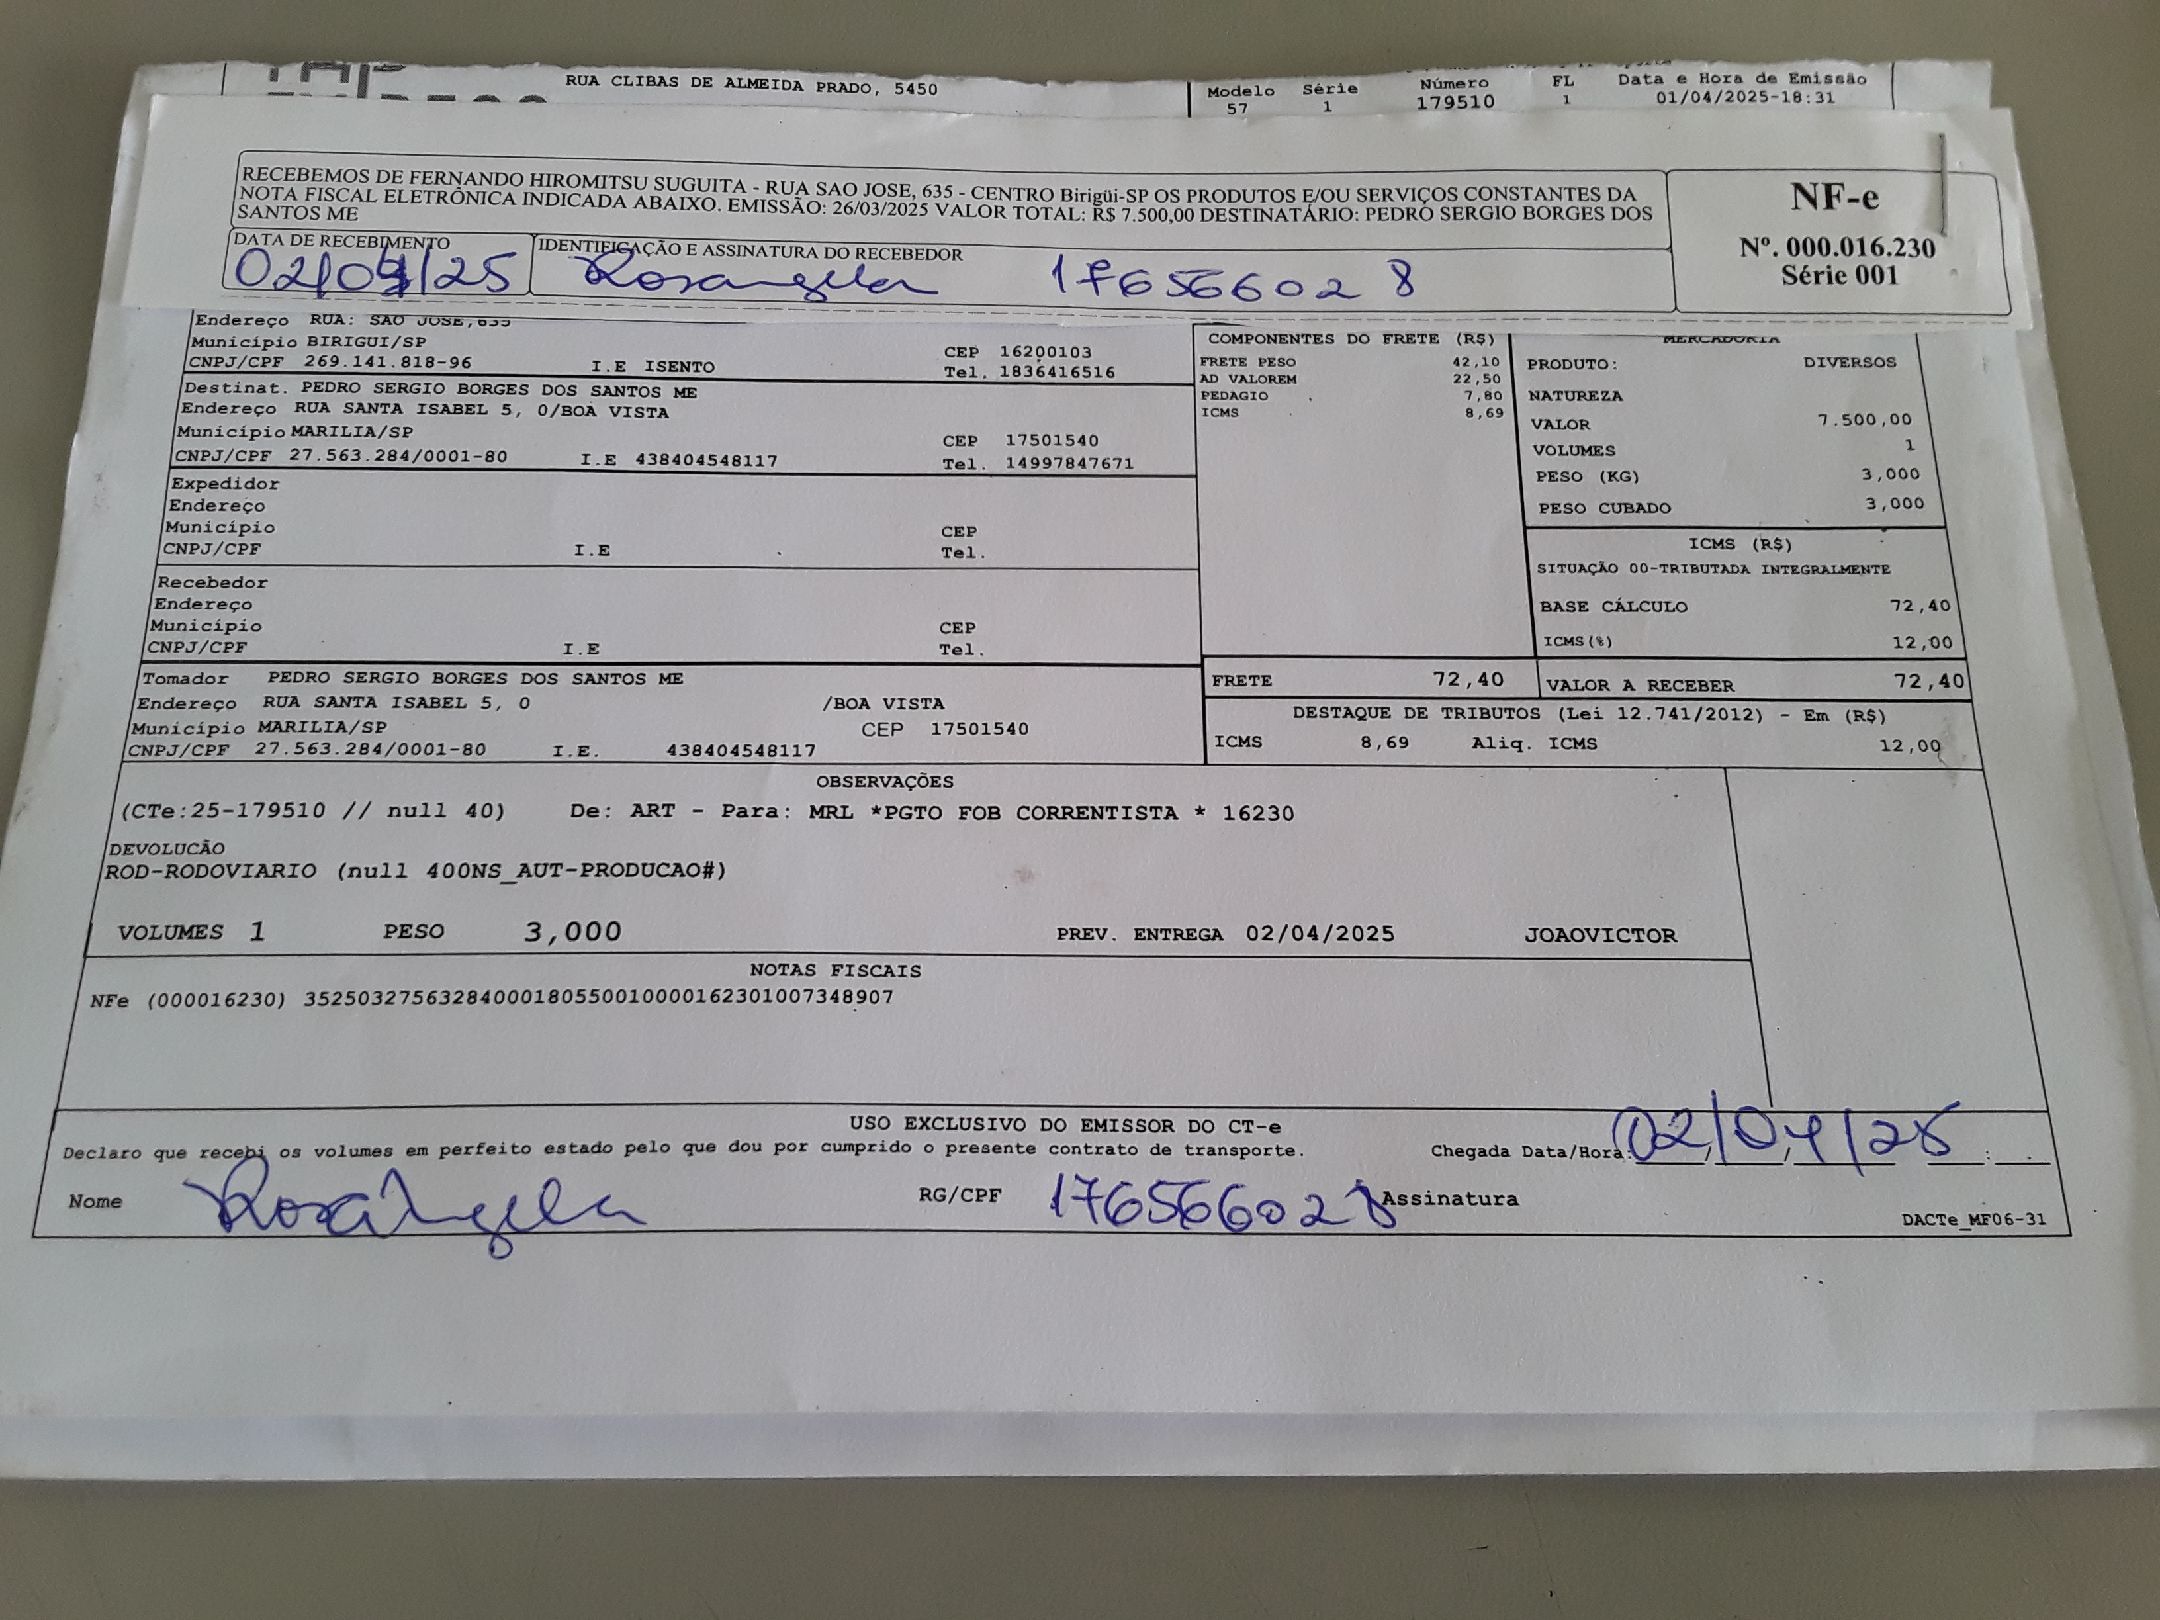 RUA CLIBAS DE ALMEIDA PRADO, 5450
Modelo Série Número FL Data e Hora de Emissão
57 1 179510 1 01/04/2025-18:31
RECEBEMOS DE FERNANDO HIROMITSU SUGUITA - RUA SAO JOSE, 635 - CENTRO Birigüi-SP OS PRODUTOS E/OU SERVIÇOS CONSTANTES DA
NOTA FISCAL ELETRÔNICA INDICADA ABAIXO. EMISSÃO: 26/03/2025 VALOR TOTAL: R$ 7.500,00 DESTINATÁRIO: PEDRO SERGIO BORGES DOS
SANTOS ME
NF-e
Nº. 000.016.230
Série 001
DATA DE RECEBIMENTO
02/04/25
IDENTIFICAÇÃO E ASSINATURA DO RECEBEDOR
Rosangela 176566028
Endereço RUA: SAO JOSE,635
Município BIRIGUI/SP CEP 16200103
CNPJ/CPF 269.141.818-96 I.E ISENTO Tel. 1836416516
Destinat. PEDRO SERGIO BORGES DOS SANTOS ME
Endereço RUA SANTA ISABEL 5, 0/BOA VISTA
Município MARILIA/SP CEP 17501540
CNPJ/CPF 27.563.284/0001-80 I.E 438404548117 Tel. 14997847671
Expedidor
Endereço
Município CEP
CNPJ/CPF I.E Tel.
Recebedor
Endereço
Município CEP
CNPJ/CPF I.E Tel.
Tomador PEDRO SERGIO BORGES DOS SANTOS ME
Endereço RUA SANTA ISABEL 5, 0 /BOA VISTA
Município MARILIA/SP CEP 17501540
CNPJ/CPF 27.563.284/0001-80 I.E. 438404548117
COMPONENTES DO FRETE (R$)
FRETE PESO 42,10
AD VALOREM 22,50
PEDAGIO 7,80
ICMS 8,69
MERCADORIA
PRODUTO: DIVERSOS
NATUREZA
VALOR 7.500,00
VOLUMES 1
PESO (KG) 3,000
PESO CUBADO 3,000
ICMS (R$)
SITUAÇÃO 00-TRIBUTADA INTEGRALMENTE
BASE CÁLCULO 72,40
ICMS(%) 12,00
FRETE 72,40 VALOR A RECEBER 72,40
DESTAQUE DE TRIBUTOS (Lei 12.741/2012) - Em (R$)
ICMS 8,69 Aliq. ICMS 12,00
OBSERVAÇÕES
(CTe:25-179510 // null 40) De: ART - Para: MRL *PGTO FOB CORRENTISTA * 16230
DEVOLUCÃO
ROD-RODOVIARIO (null 400NS_AUT-PRODUCAO#)
VOLUMES 1 PESO 3,000 PREV. ENTREGA 02/04/2025 JOAOVICTOR
NOTAS FISCAIS
NFe (000016230) 35250327563284000180550010000162301007348907
USO EXCLUSIVO DO EMISSOR DO CT-e
Declaro que recebi os volumes em perfeito estado pelo que dou por cumprido o presente contrato de transporte. Chegada Data/Hora: 02/04/25
Nome Rosângela RG/CPF 176566028 Assinatura
DACTe_MF06-31